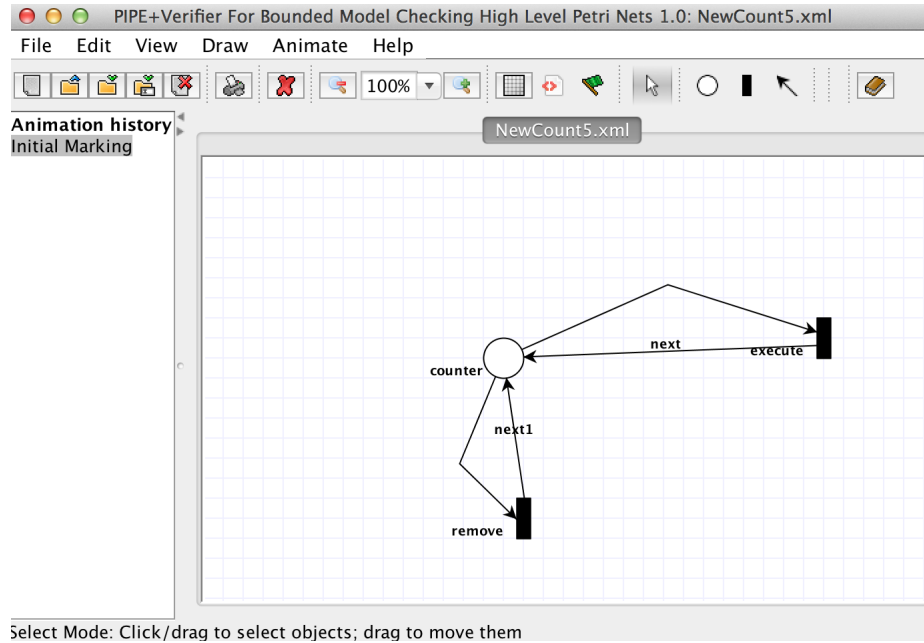 PIPE+Verifier For Bounded Model Checking High Level Petri Nets 1.0: NewCount5.xml
File Edit View Draw Animate Help
100%
Animation history
Initial Marking
NewCount5.xml
next
execute
counter
next1
remove
Select Mode: Click/drag to select objects; drag to move them